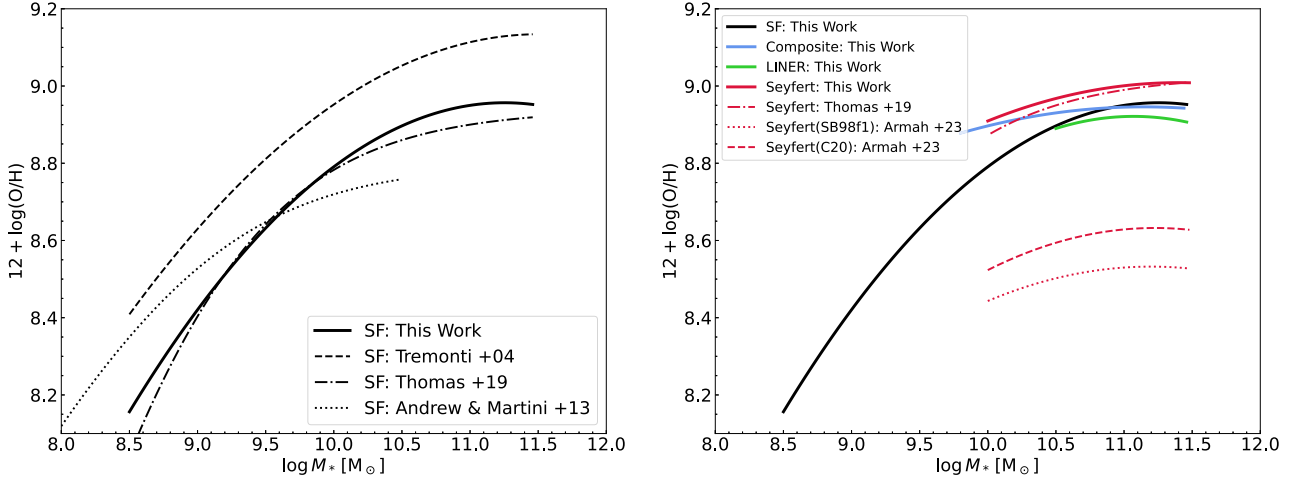 9.2
9.0
8.8
8.6
8.4
8.2
12 + log(O/H)
8.0 8.5 9.0 9.5 10.0 10.5 11.0 11.5 12.0
log M* [M⊙]
SF: This Work
SF: Tremonti +04
SF: Thomas +19
SF: Andrew & Martini +13
9.2
9.0
8.8
8.6
8.4
8.2
12 + log(O/H)
8.0 8.5 9.0 9.5 10.0 10.5 11.0 11.5 12.0
log M* [M⊙]
SF: This Work
Composite: This Work
LINER: This Work
Seyfert: This Work
Seyfert: Thomas +19
Seyfert(SB98f1): Armah +23
Seyfert(C20): Armah +23